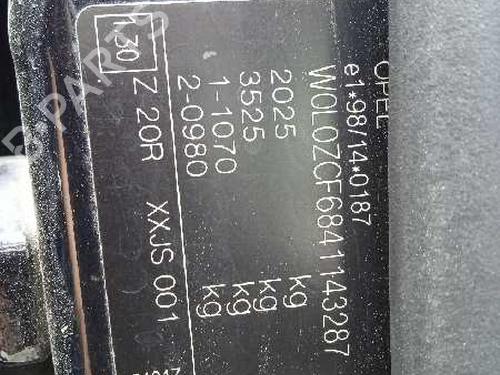 OPEL
e1*98/14*0187
W0L0ZCF6841143287
2025 kg
3525 kg
1-1070 kg
2-0980 kg
Z 20R XXJS 001
1.30
PARTS